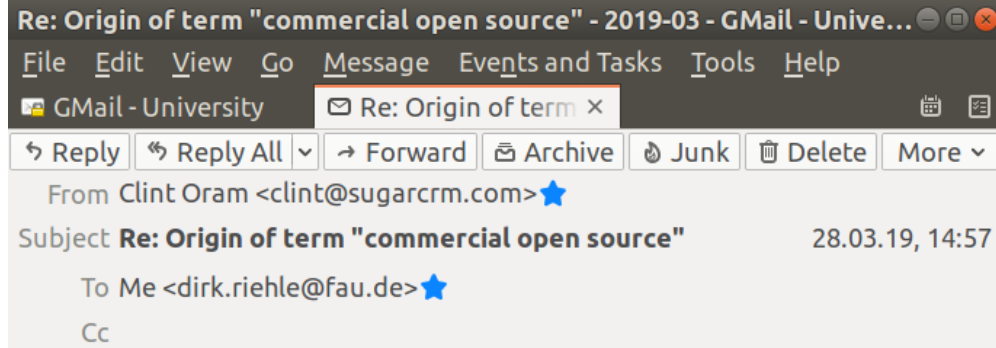 Re: Origin of term "commercial open source" - 2019-03 - GMail - Unive...
File Edit View Go Message Events and Tasks Tools Help
GMail - University Re: Origin of term
Reply Reply All Forward Archive Junk Delete More
From Clint Oram <clint@sugarcrm.com>
Subject Re: Origin of term "commercial open source" 28.03.19, 14:57
To Me <dirk.riehle@fau.de>
Cc